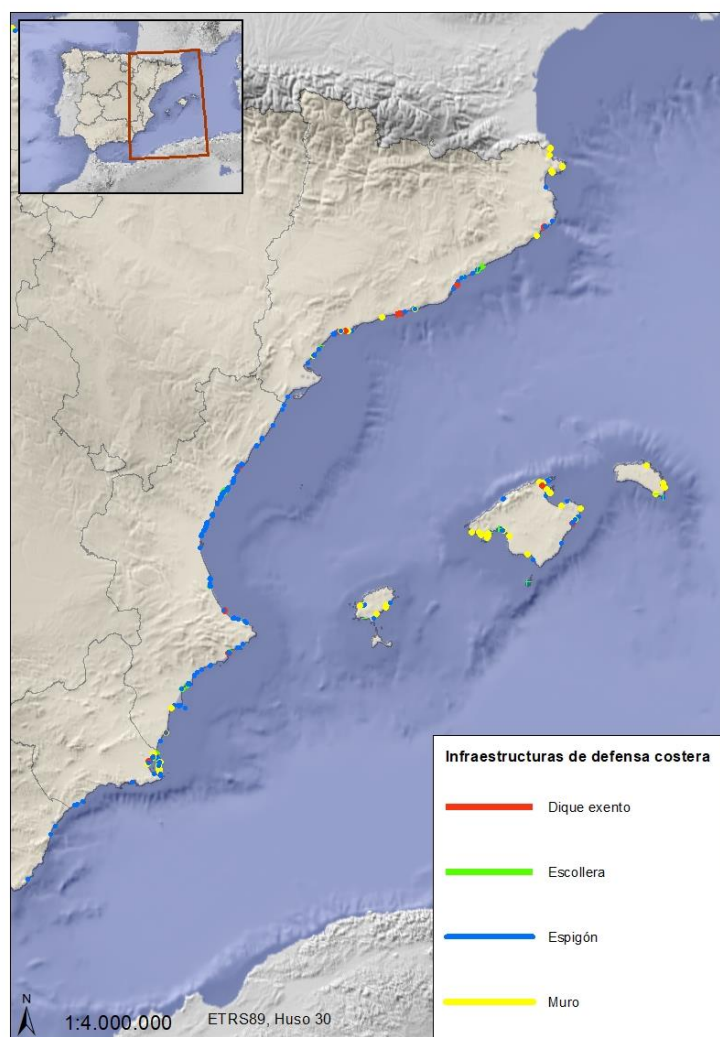 Infraestructuras de defensa costera
Dique exento
Escollera
Espigón
Muro
N
1:4.000.000
ETRS89, Huso 30